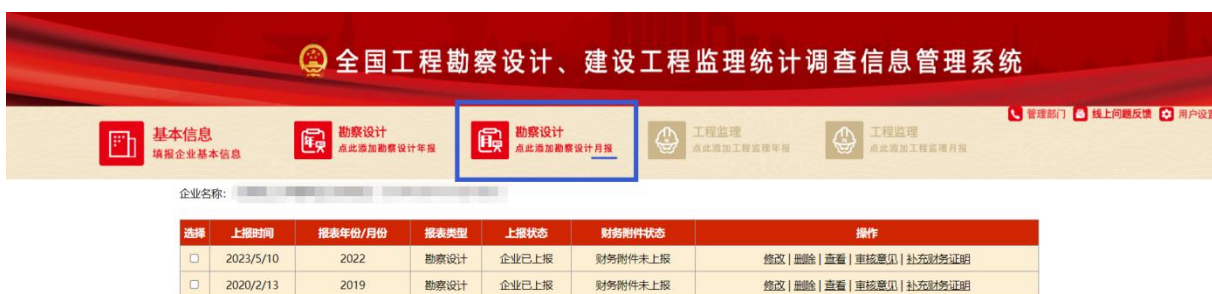 全国工程勘察设计、建设工程监理统计调查信息管理系统
管理部门 线上问题反馈 用户设置
基本信息
填报企业基本信息
勘察设计
点此添加勘察设计年报
勘察设计
点此添加勘察设计月报
工程监理
点此添加工程监理年报
工程监理
点此添加工程监理月报
企业名称:
选择 上报时间 报表年份/月份 报表类型 上报状态 财务附件状态 操作
2023/5/10 2022 勘察设计 企业已上报 财务附件未上报 修改 | 删除 | 查看 | 审核意见 | 补充财务证明
2020/2/13 2019 勘察设计 企业已上报 财务附件未上报 修改 | 删除 | 查看 | 审核意见 | 补充财务证明